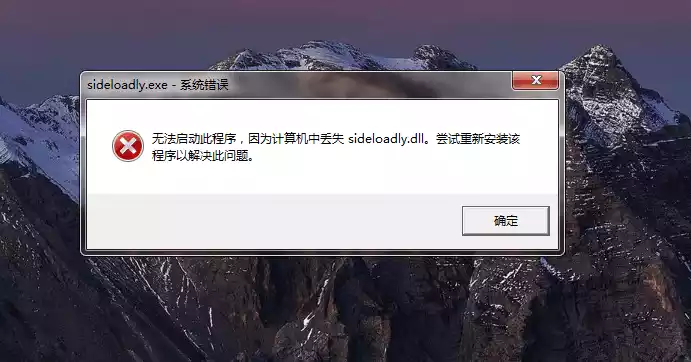 sideloadly.exe - 系统错误
无法启动此程序，因为计算机中丢失 sideloadly.dll。尝试重新安装该
程序以解决此问题。
确定